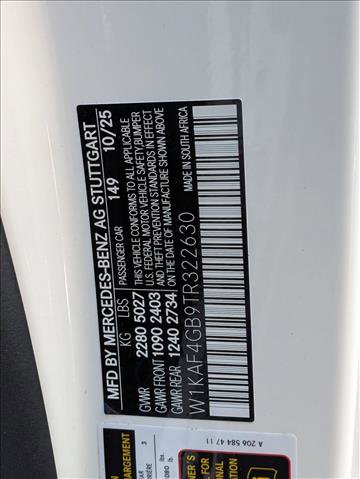 MFD BY MERCEDES-BENZ AG STUTTGART
KG LBS PASSENGER CAR 149 10/25
GVWR 2280 5027 THIS VEHICLE CONFORMS TO ALL APPLICABLE
U.S. FEDERAL MOTOR VEHICLE SAFETY, BUMPER
GAWR FRONT 1090 2403 AND THEFT PREVENTION STANDARDS IN EFFECT
GAWR REAR 1240 2734 ON THE DATE OF MANUFACTURE SHOWN ABOVE
MADE IN SOUTH AFRICA
W1KAF4GB9TR322630
A 206 584 47 11
3